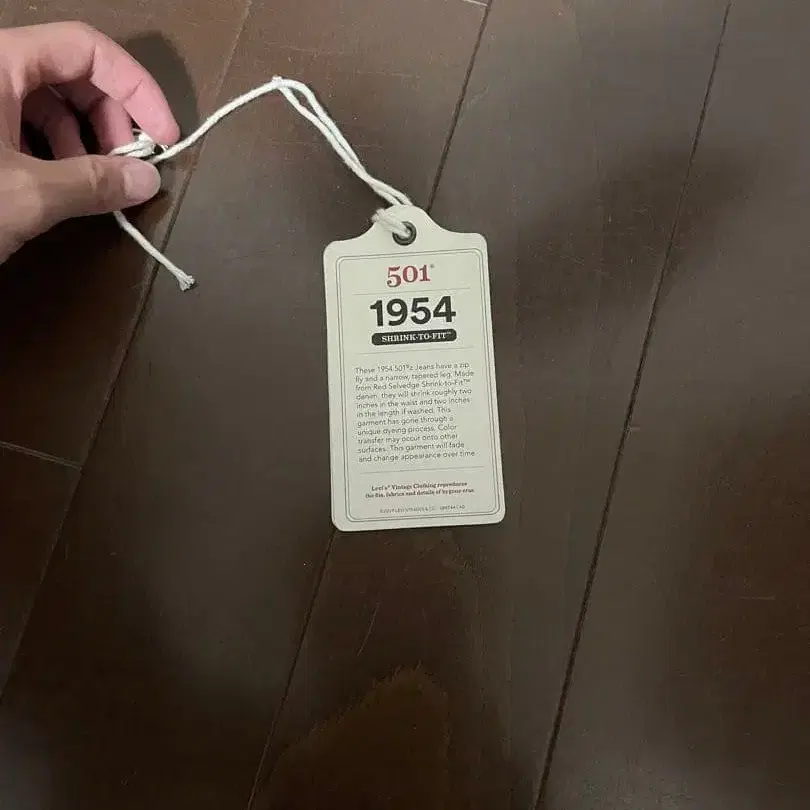 501®
1954
SHRINK-TO-FIT™
These 1954 501®z Jeans have a zip
fly and a narrow, tapered leg. Made
from Red Selvedge Shrink-to-Fit™
denim, they will shrink roughly two
inches in the waist and two inches
in the length if washed. This
garment has gone through a
unique dyeing process. Color
transfer may occur onto other
surfaces. This garment will fade
and change appearance over time.
Levi's® Vintage Clothing reproduces
the fits, fabrics and details of bygone eras.
LEVI STRAUSS & CO.